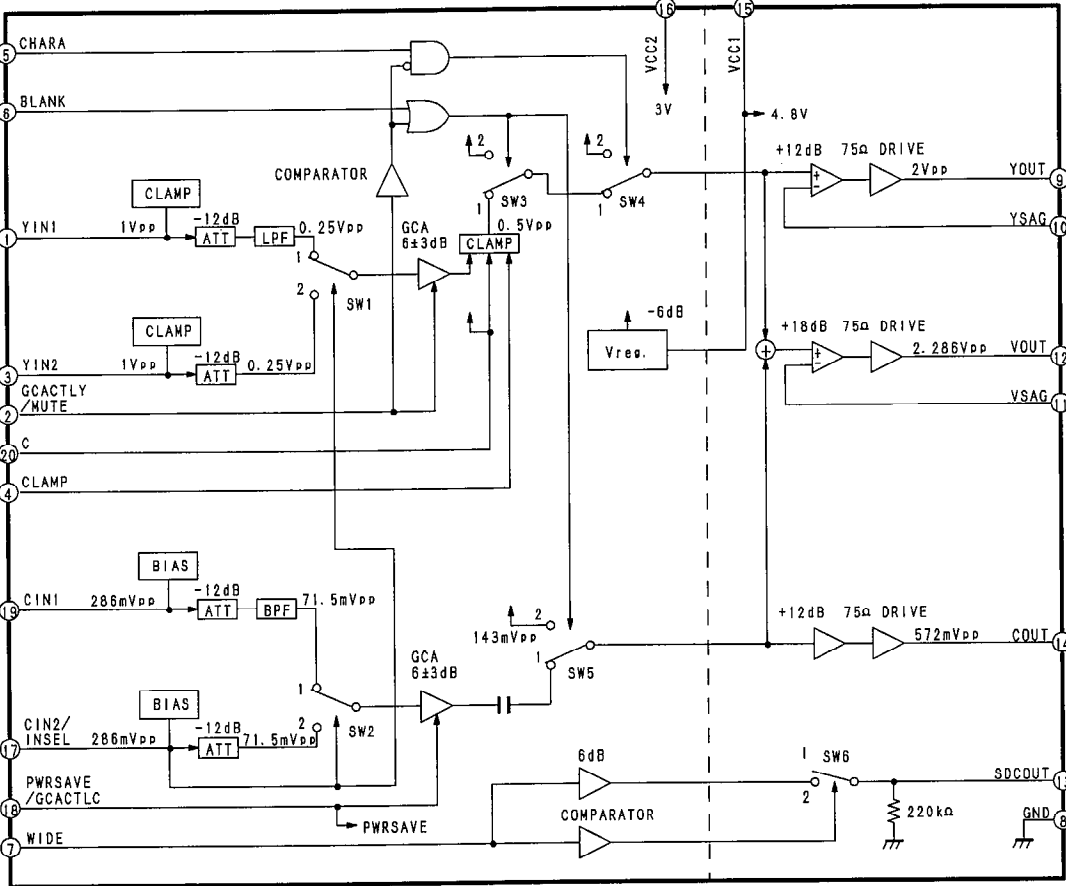 16
15
5 CHARA
VCC2
VCC1
3V
4.8V
6 BLANK
2
2
+12dB 75Ω DRIVE
COMPARATOR
2Vpp
YOUT 9
+
-
CLAMP
1
SW3
1
SW4
YSAG 10
1 YIN1
1Vpp
-12dB
ATT
LPF
0.25Vpp
GCA
6±3dB
0.5Vpp
CLAMP
1
2
SW1
-6dB
Vreg.
+18dB 75Ω DRIVE
CLAMP
+
+
-
2.286Vpp
VOUT 12
3 YIN2
1Vpp
-12dB
ATT
0.25Vpp
GCACTLY
2 /MUTE
VSAG 11
20 C
4 CLAMP
BIAS
19 CIN1
286mVpp
-12dB
ATT
BPF
71.5mVpp
2
143mVpp
1
SW5
+12dB 75Ω DRIVE
572mVpp
COUT 14
GCA
6±3dB
1
2
SW2
BIAS
CIN2/
17 INSEL
286mVpp
-12dB
ATT
71.5mVpp
6dB
1
SW6
2
SDCOUT
PWRSAVE
18 /GCACTLC
PWRSAVE
COMPARATOR
220kΩ
GND 8
7 WIDE